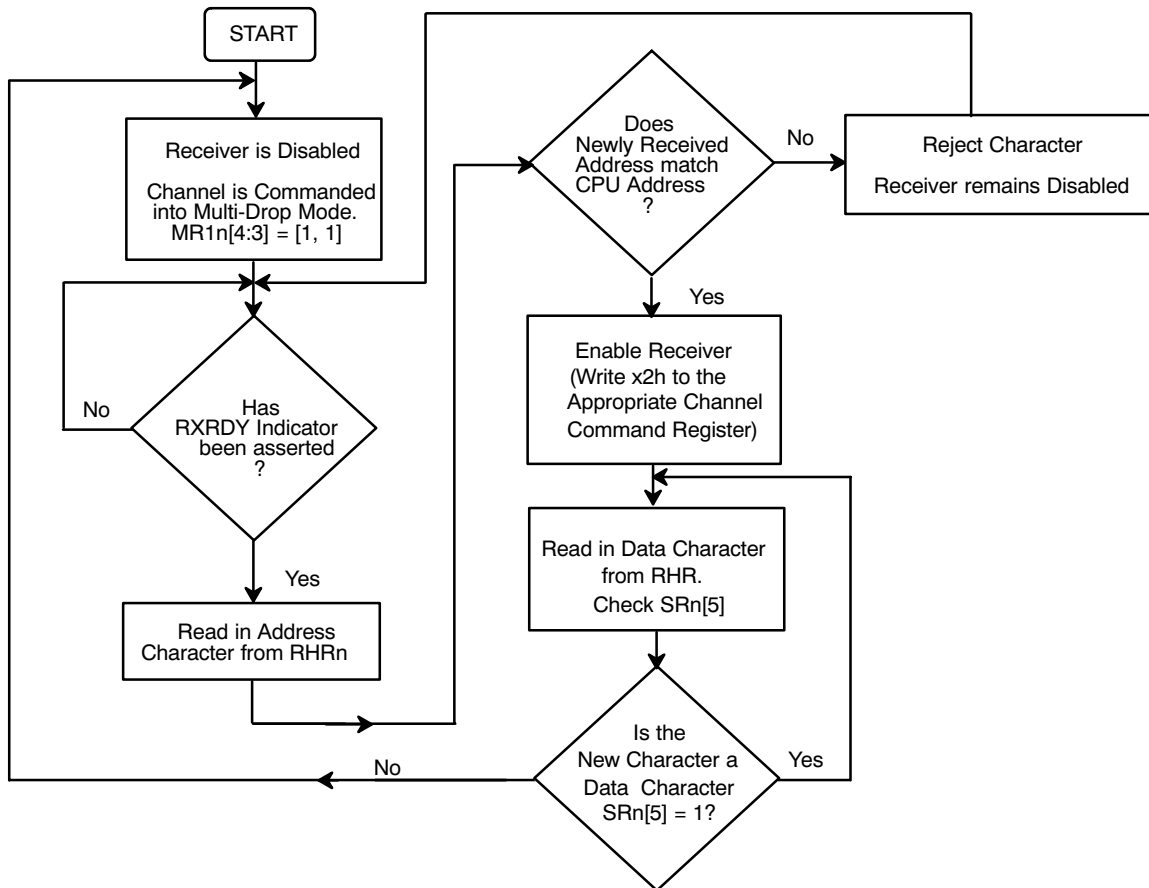 START
Receiver is Disabled
Channel is Commanded
into Multi-Drop Mode.
MR1n[4:3] = [1, 1]
No
Has
RXRDY Indicator
been asserted
?
Yes
Read in Address
Character from RHRn
Does
Newly Received
Address match
CPU Address
?
No
Reject Character
Receiver remains Disabled
Yes
Enable Receiver
(Write x2h to the
Appropriate Channel
Command Register)
Read in Data Character
from RHR.
Check SRn[5]
Is the
New Character a
Data Character
SRn[5] = 1?
Yes
No